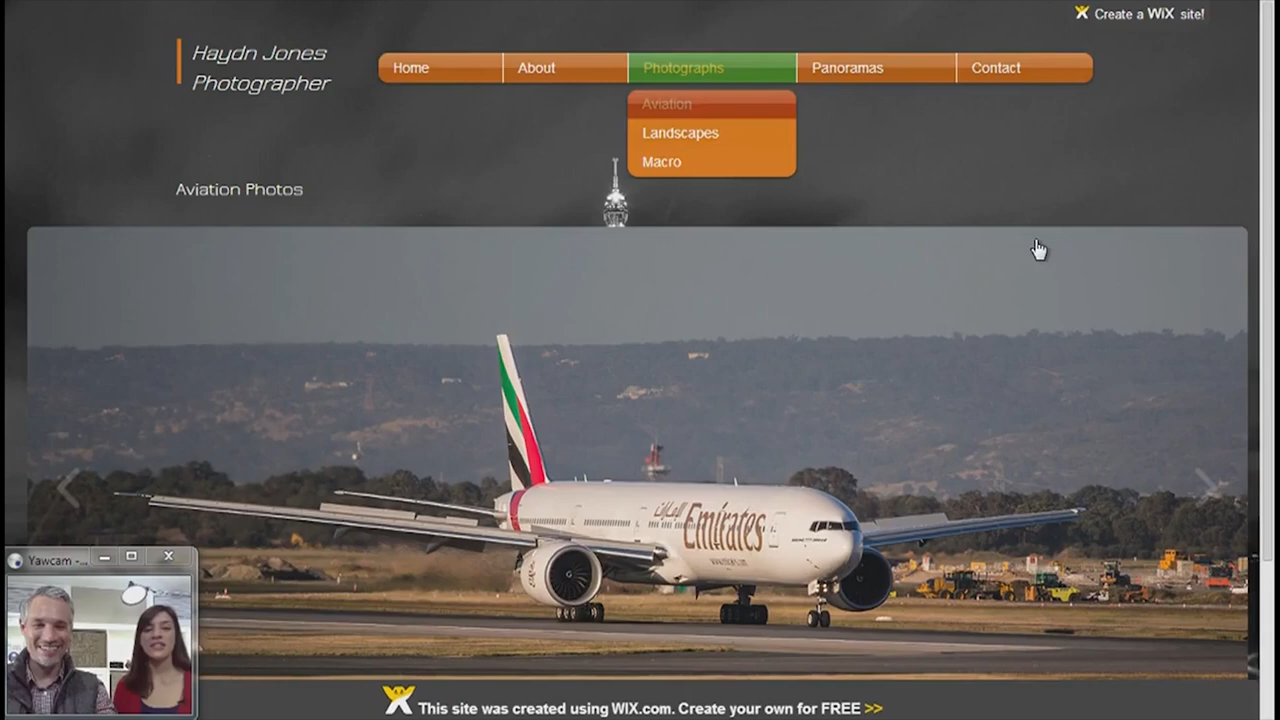 Create a WiX site!
Haydn Jones
Photographer
Home
About
Photographs
Panoramas
Contact
Aviation
Landscapes
Macro
Aviation Photos
الإمارات Emirates
Yawcam -...
This site was created using WIX.com. Create your own for FREE >>